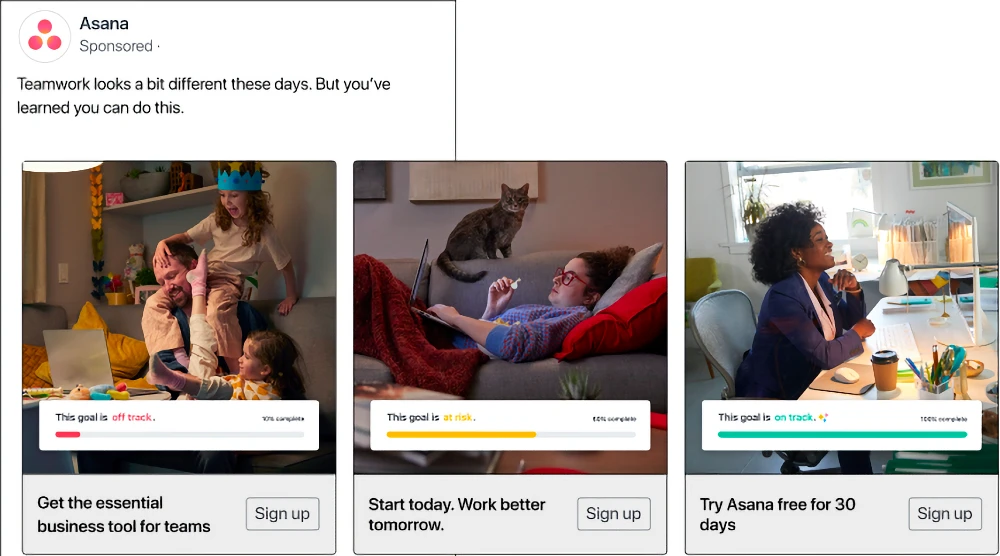 Asana
Sponsored ·
Teamwork looks a bit different these days. But you've
learned you can do this.
This goal is off track.
10% complete
This goal is at risk.
60% complete
This goal is on track.
100% complete
Get the essential
business tool for teams
Sign up
Start today. Work better
tomorrow.
Sign up
Try Asana free for 30
days
Sign up